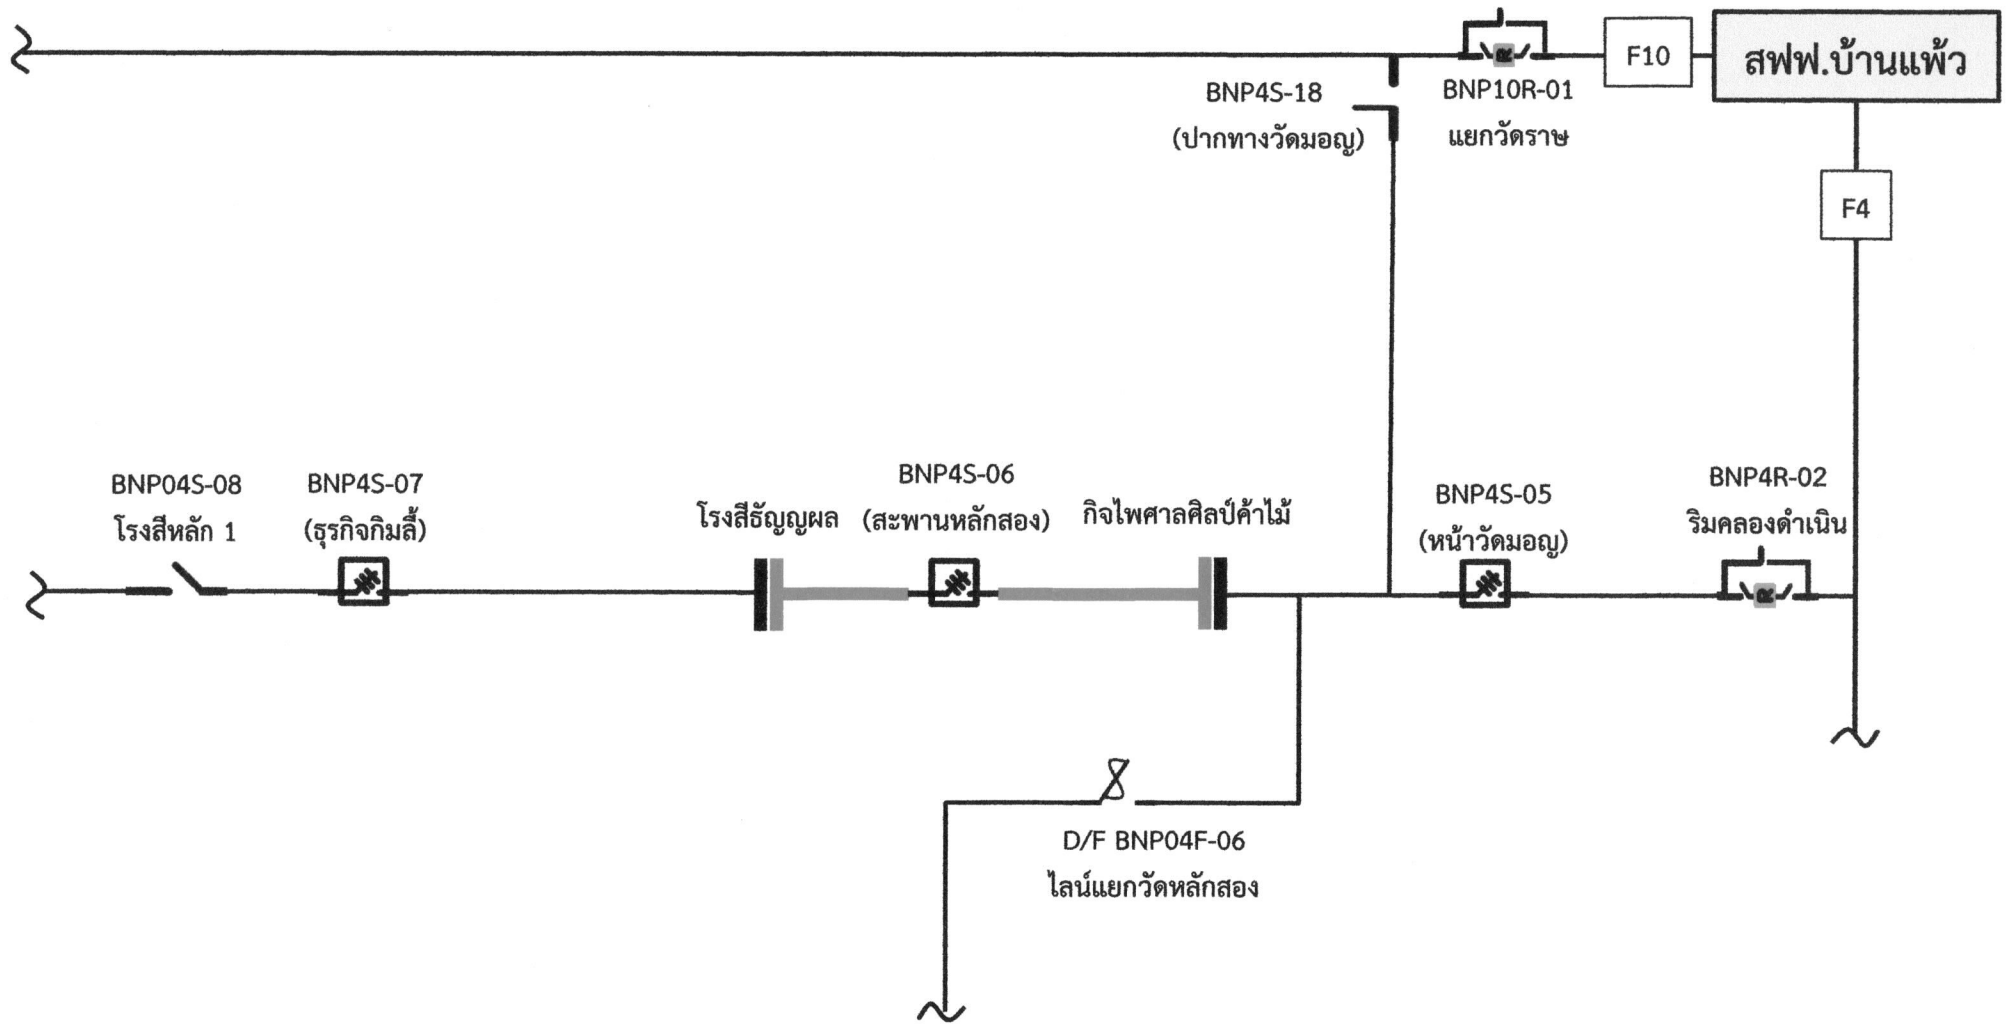 F10
สฟฟ.บ้านแพ้ว
BNP4S-18
(ปากทางวัดมอญ)
R
BNP10R-01
แยกวัดราษ
F4
BNP04S-08
โรงสีหลัก 1
BNP4S-07
(ธุรกิจกิมลี้)
โรงสีธัญญผล
BNP4S-06
(สะพานหลักสอง)
กิจไพศาลศิลป์ค้าไม้
BNP4S-05
(หน้าวัดมอญ)
BNP4R-02
ริมคลองดำเนิน
R
D/F BNP04F-06
ไลน์แยกวัดหลักสอง